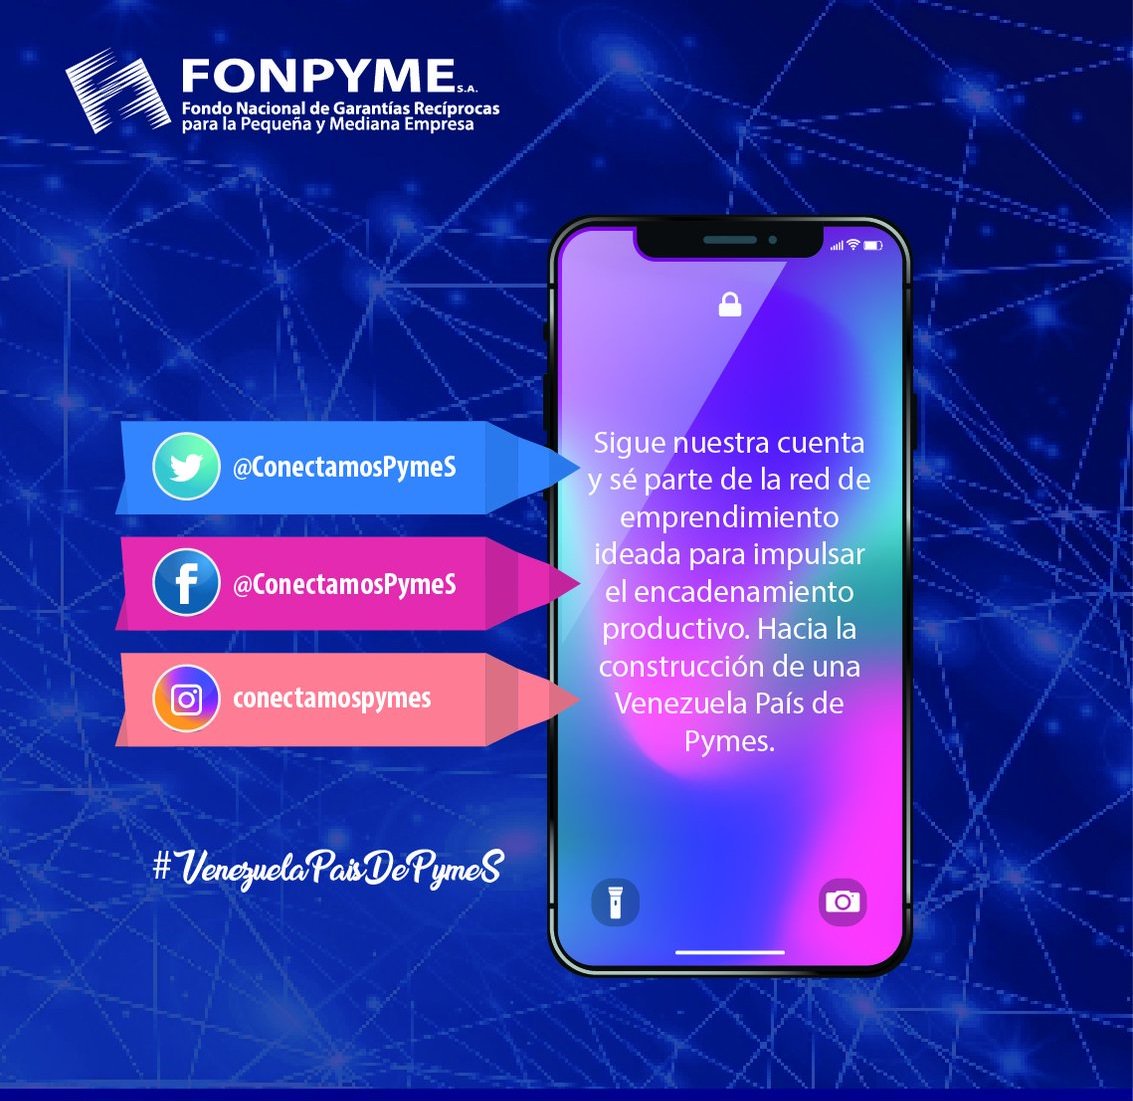 FONPYME S.A.
Fondo Nacional de Garantías Recíprocas
para la Pequeña y Mediana Empresa
@ConectamosPymeS
@ConectamosPymeS
conectamospymes
Sigue nuestra cuenta
y sé parte de la red de
emprendimiento
ideada para impulsar
el encadenamiento
productivo. Hacia la
construcción de una
Venezuela País de
Pymes.
#VenezuelaPaisDePymeS